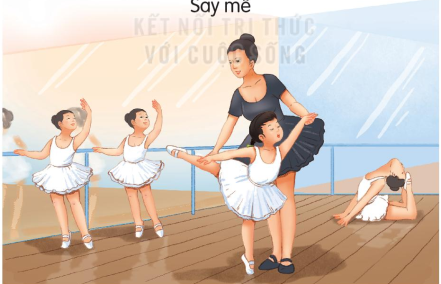 Say mê
KẾT NỐI TRI THỨC
VỚI CUỘC SỐNG